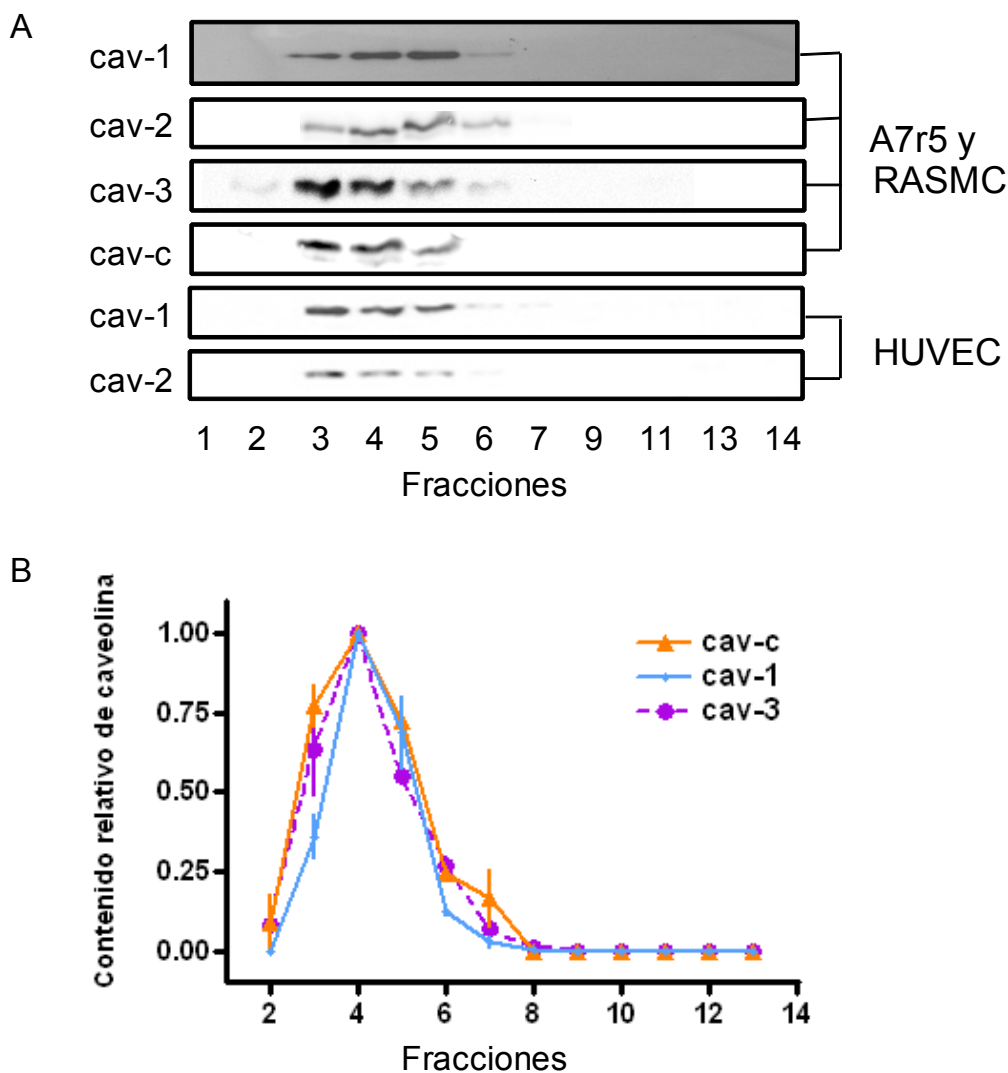 A
cav-1
cav-2
cav-3
cav-c
A7r5 y
RASMC
cav-1
cav-2
HUVEC
1 2 3 4 5 6 7 9 11 13 14
Fracciones
B
Contenido relativo de caveolina
1.00
0.75
0.50
0.25
0.00
cav-c
cav-1
cav-3
2 4 6 8 10 12 14
Fracciones